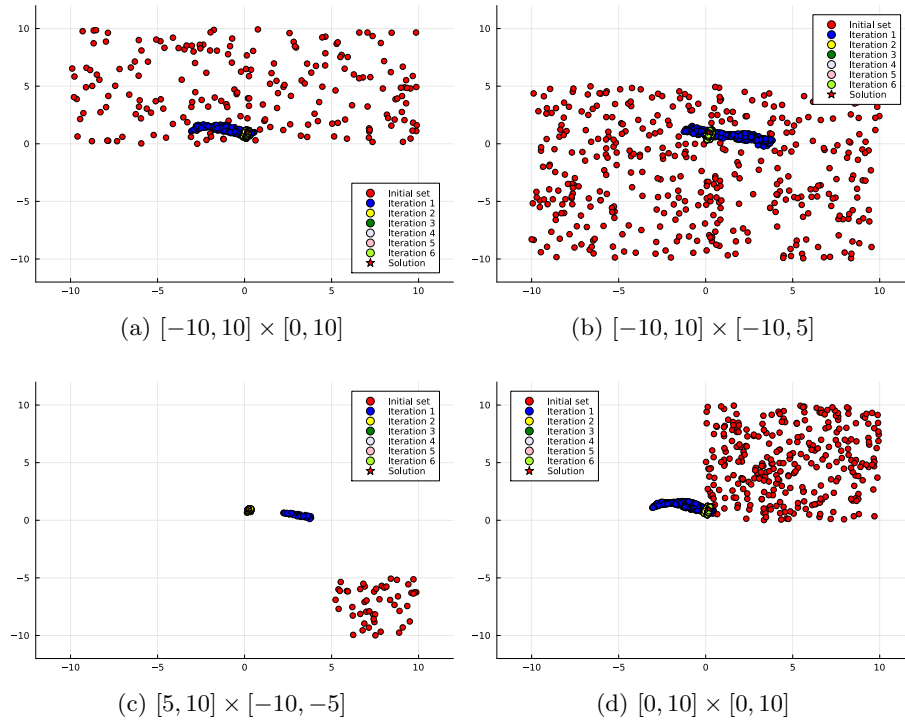 10
5
0
−5
−10
−10
−5
0
5
10
Initial set
Iteration 1
Iteration 2
Iteration 3
Iteration 4
Iteration 5
Iteration 6
Solution
(a) [−10, 10] × [0, 10]
10
5
0
−5
−10
−10
−5
0
5
10
Initial set
Iteration 1
Iteration 2
Iteration 3
Iteration 4
Iteration 5
Iteration 6
Solution
(b) [−10, 10] × [−10, 5]
10
5
0
−5
−10
−10
−5
0
5
10
Initial set
Iteration 1
Iteration 2
Iteration 3
Iteration 4
Iteration 5
Iteration 6
Solution
(c) [5, 10] × [−10, −5]
10
5
0
−5
−10
−10
−5
0
5
10
Initial set
Iteration 1
Iteration 2
Iteration 3
Iteration 4
Iteration 5
Iteration 6
Solution
(d) [0, 10] × [0, 10]